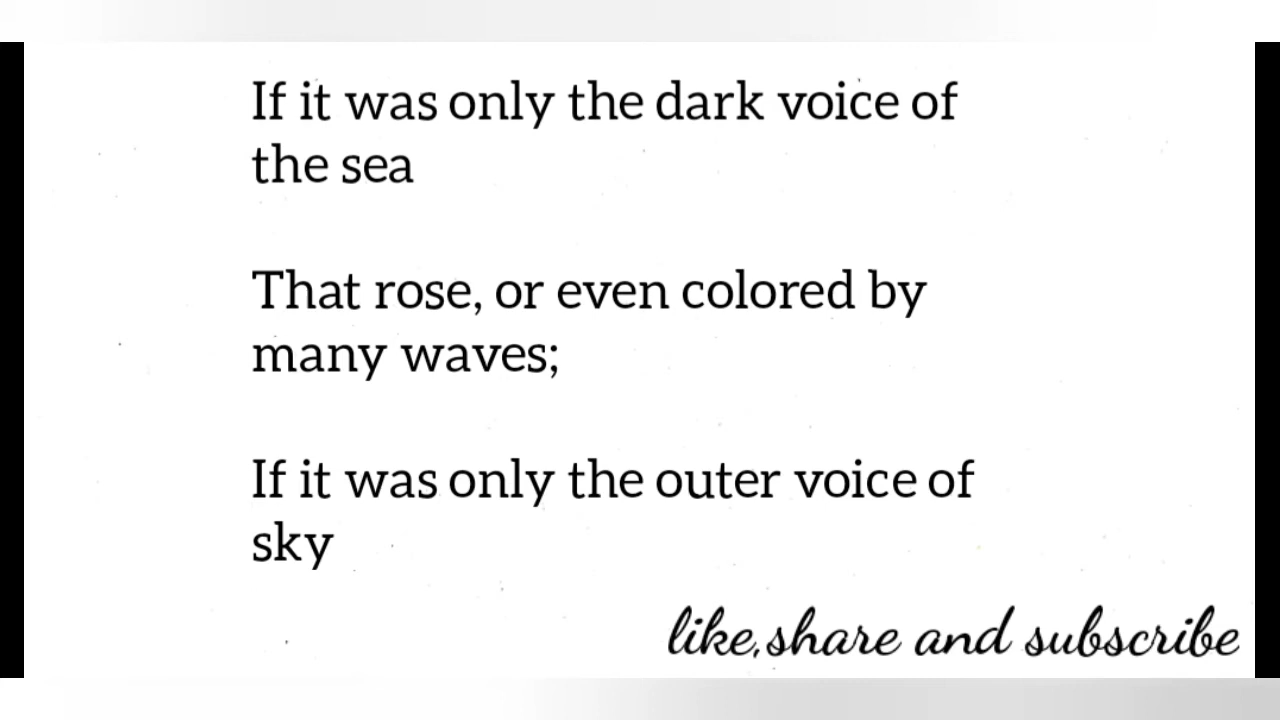 If it was only the dark voice of
the sea
That rose, or even colored by
many waves;
If it was only the outer voice of
sky
like,share and subscribe